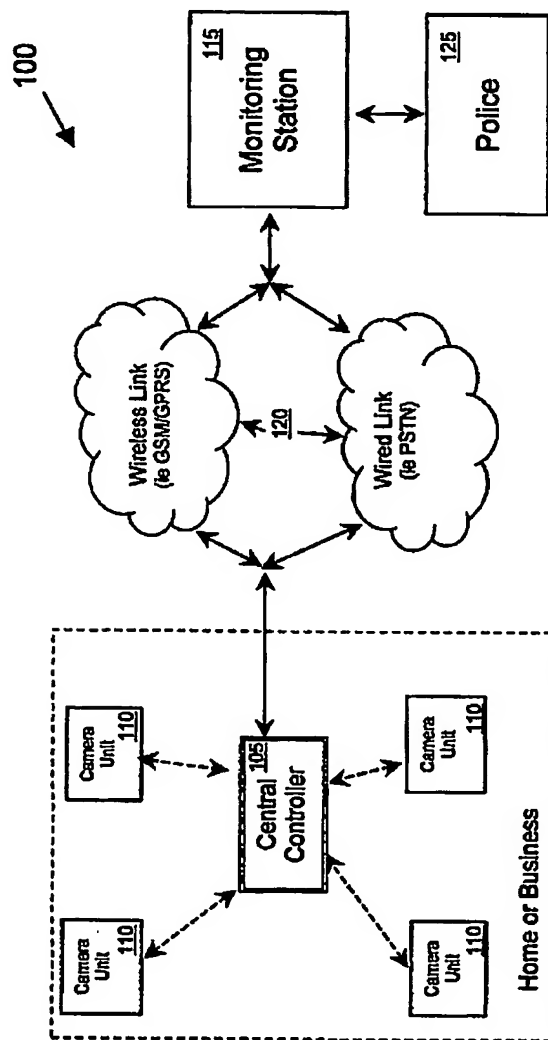 100
Camera
Unit
110
Camera
Unit
110
105
Central
Controller
Camera
Unit
110
Camera
Unit
110
Home or Business
Wireless Link
(ie GSM/GPRS)
120
Wired Link
(ie PSTN)
115
Monitoring
Station
125
Police